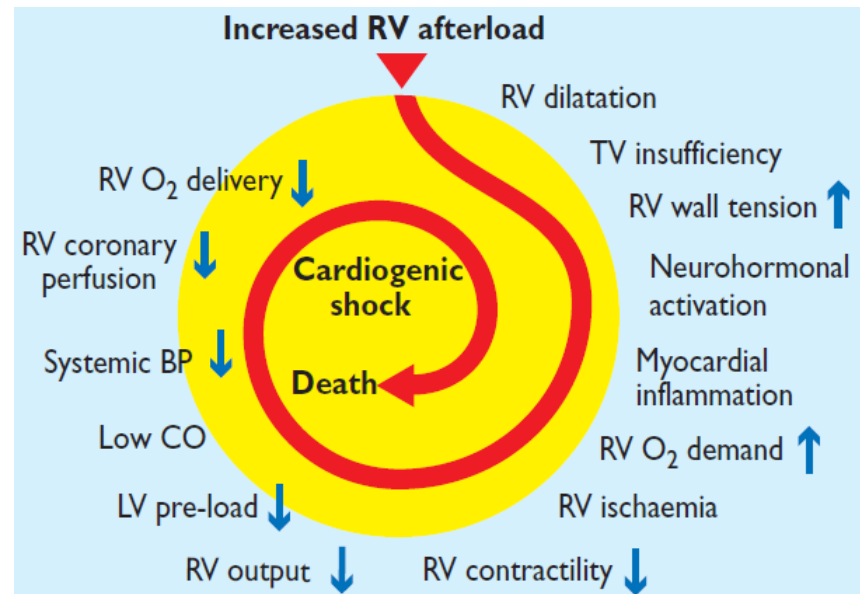 Increased RV afterload
RV dilatation
TV insufficiency
RV wall tension ↑
Neurohormonal
activation
Myocardial
inflammation
RV O₂ demand ↑
RV ischaemia
RV contractility ↓
RV output ↓
LV pre-load ↓
Low CO
Systemic BP ↓
RV coronary
perfusion ↓
RV O₂ delivery ↓
Cardiogenic
shock
Death